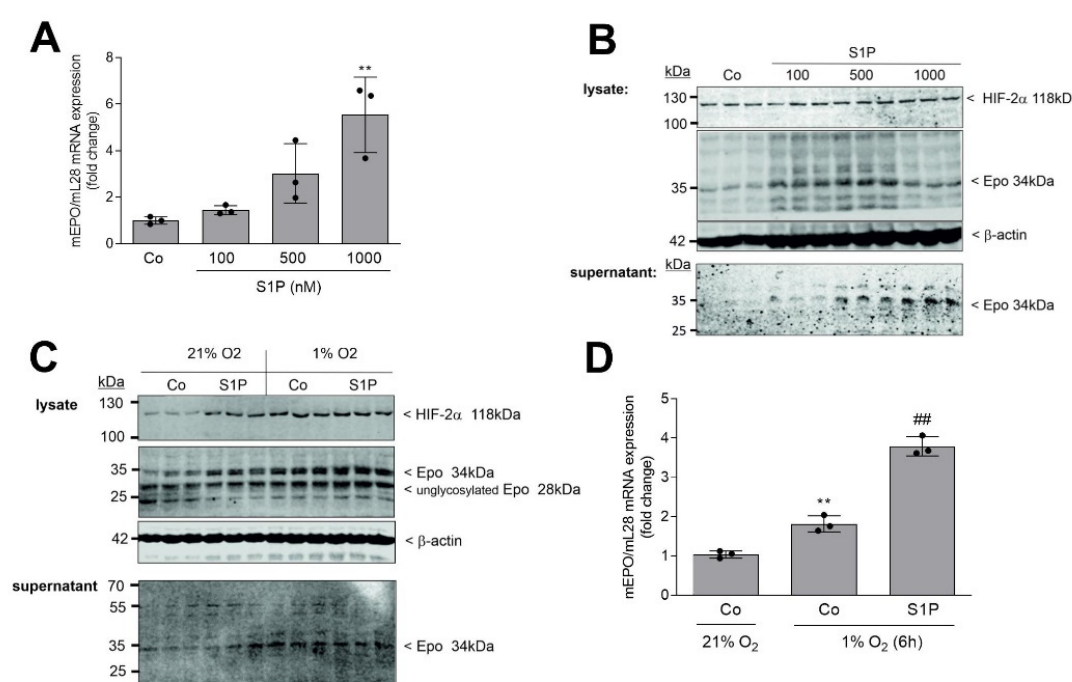 A
mEPO/mL28 mRNA expression
(fold change)
8
6
4
2
0
**
Co
100
500
1000
S1P (nM)
B
S1P
kDa
Co
100
500
1000
lysate:
130
100
< HIF-2α 118kD
35
< Epo 34kDa
42
< β-actin
supernatant:
kDa
35
25
< Epo 34kDa
C
21% O2
1% O2
kDa
Co
S1P
Co
S1P
lysate
130
100
< HIF-2α 118kDa
35
25
< Epo 34kDa
< unglycosylated Epo 28kDa
42
< β-actin
supernatant
70
55
35
25
< Epo 34kDa
D
mEPO/mL28 mRNA expression
(fold change)
5
4
3
2
1
0
**
##
Co
Co
S1P
21% O2
1% O2 (6h)